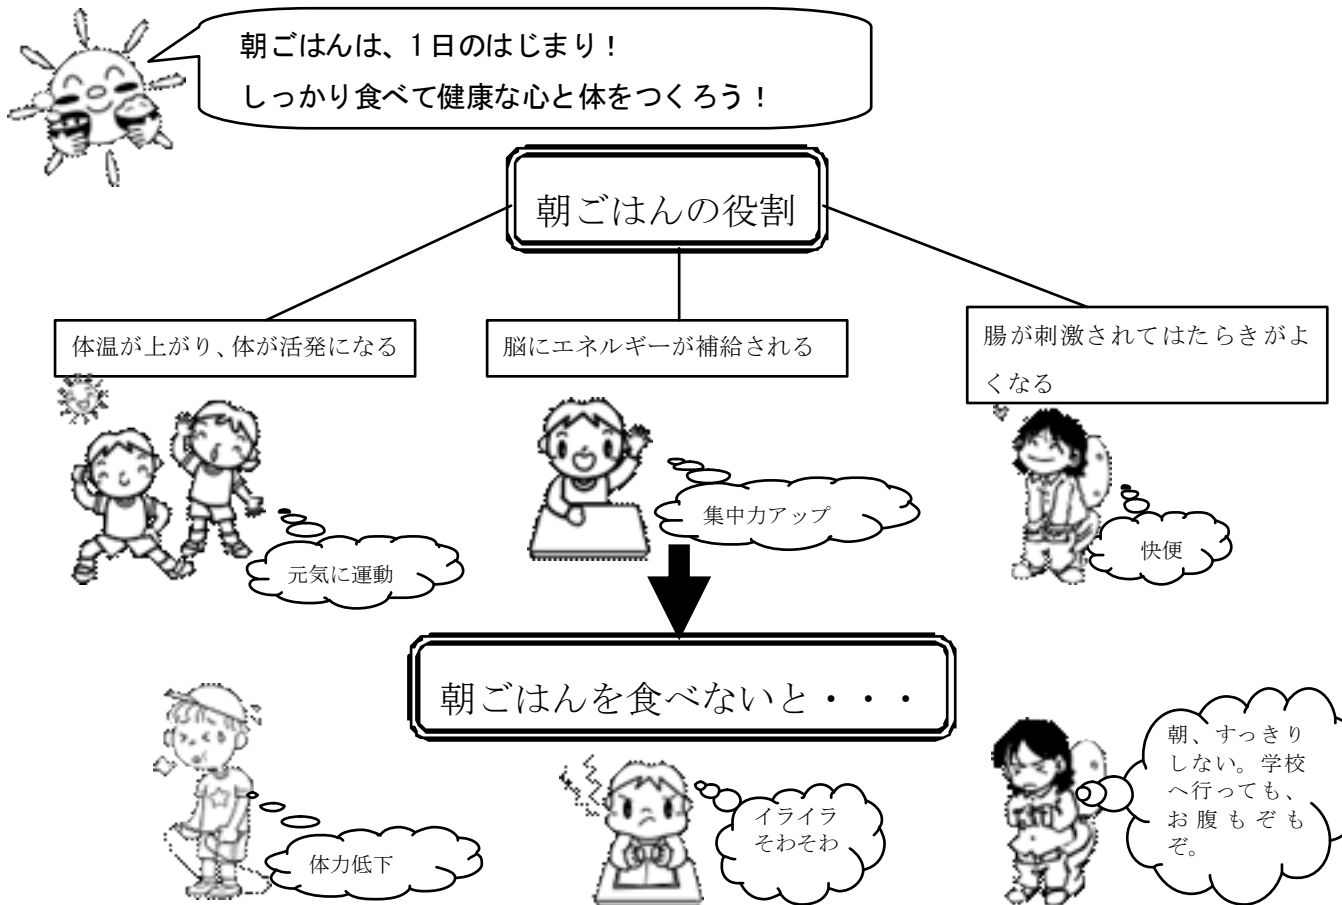 朝ごはんは、1日のはじまり！
しっかり食べて健康な心と体をつくろう！
朝ごはんの役割
体温が上がり、体が活発になる
脳にエネルギーが補給される
腸が刺激されてはたらきがよ
くなる
元気に運動
集中力アップ
快便
朝ごはんを食べないと・・・
体力低下
イライラ
そわそわ
朝、すっきり
しない。学校
へ行っても、
お腹もぞも
ぞ。